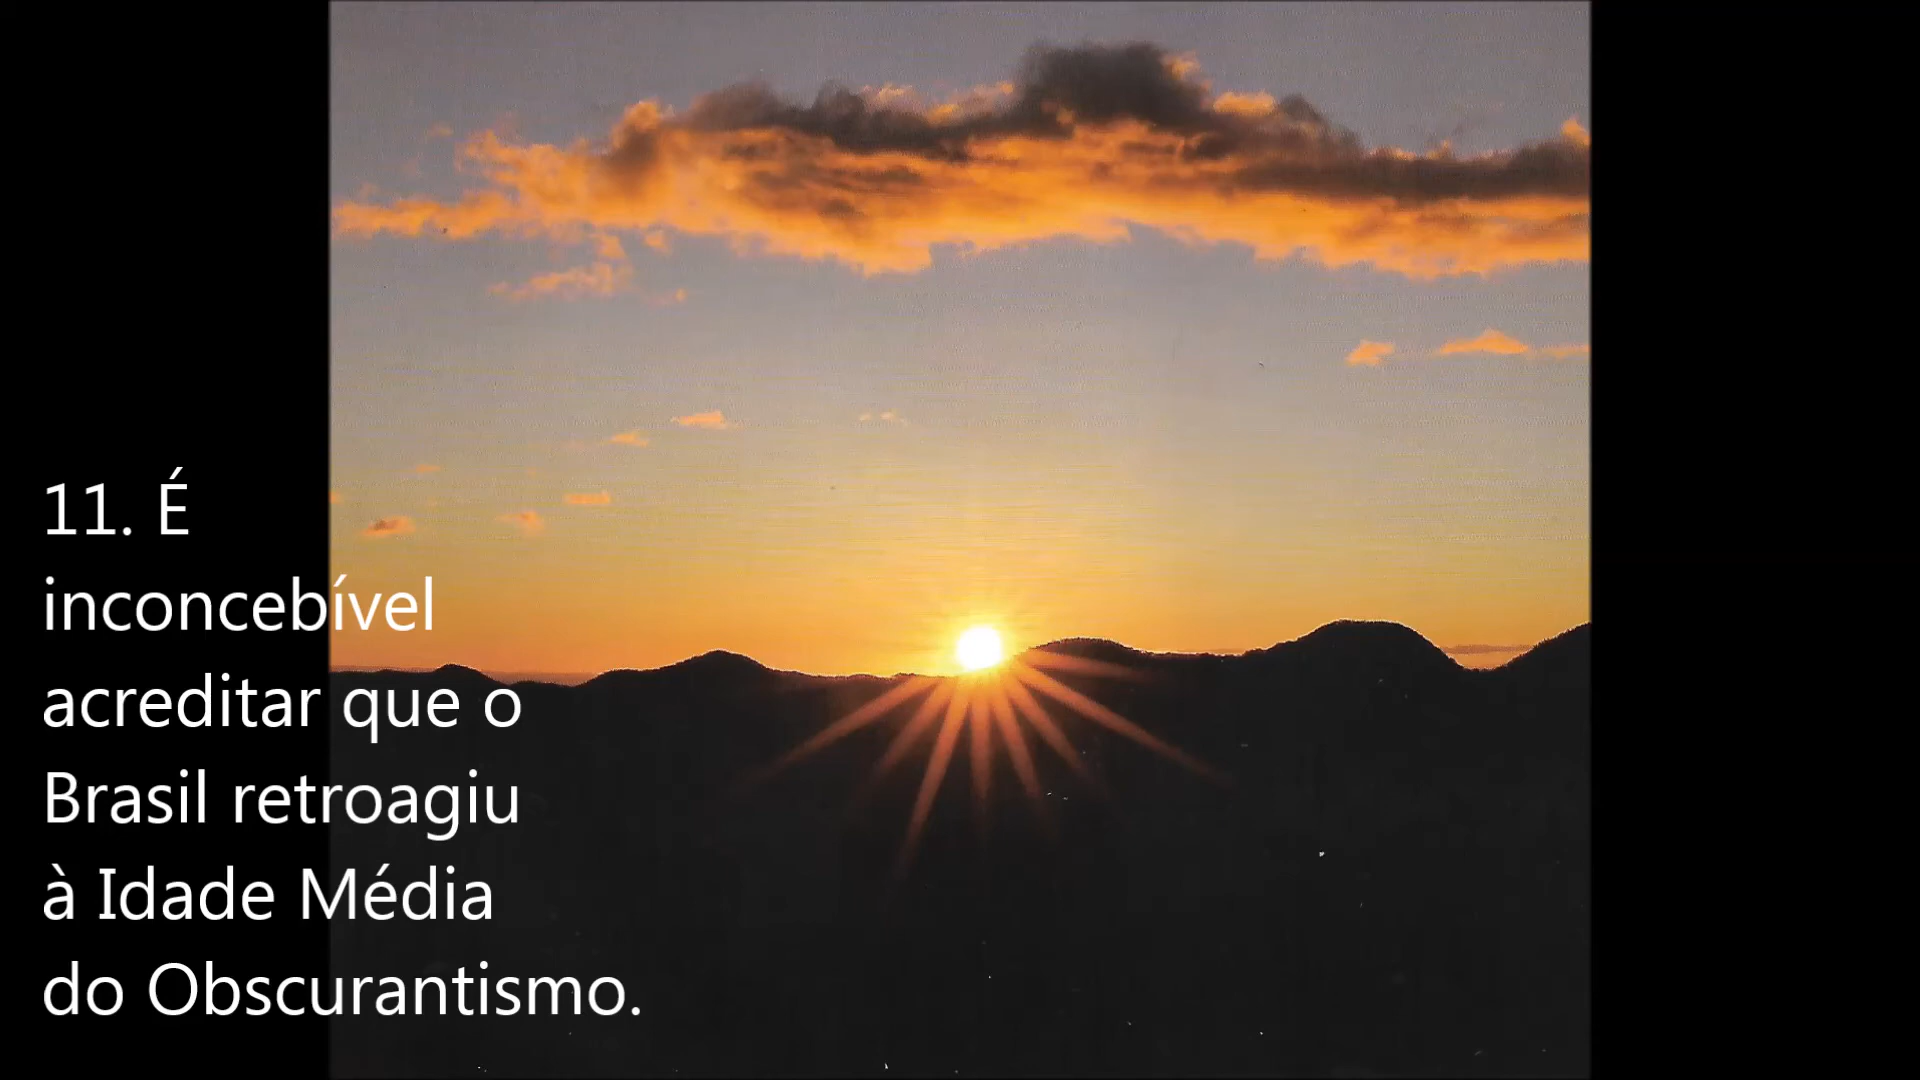 11. É
inconcebível
acreditar que o
Brasil retroagiu
à Idade Média
do Obscurantismo.